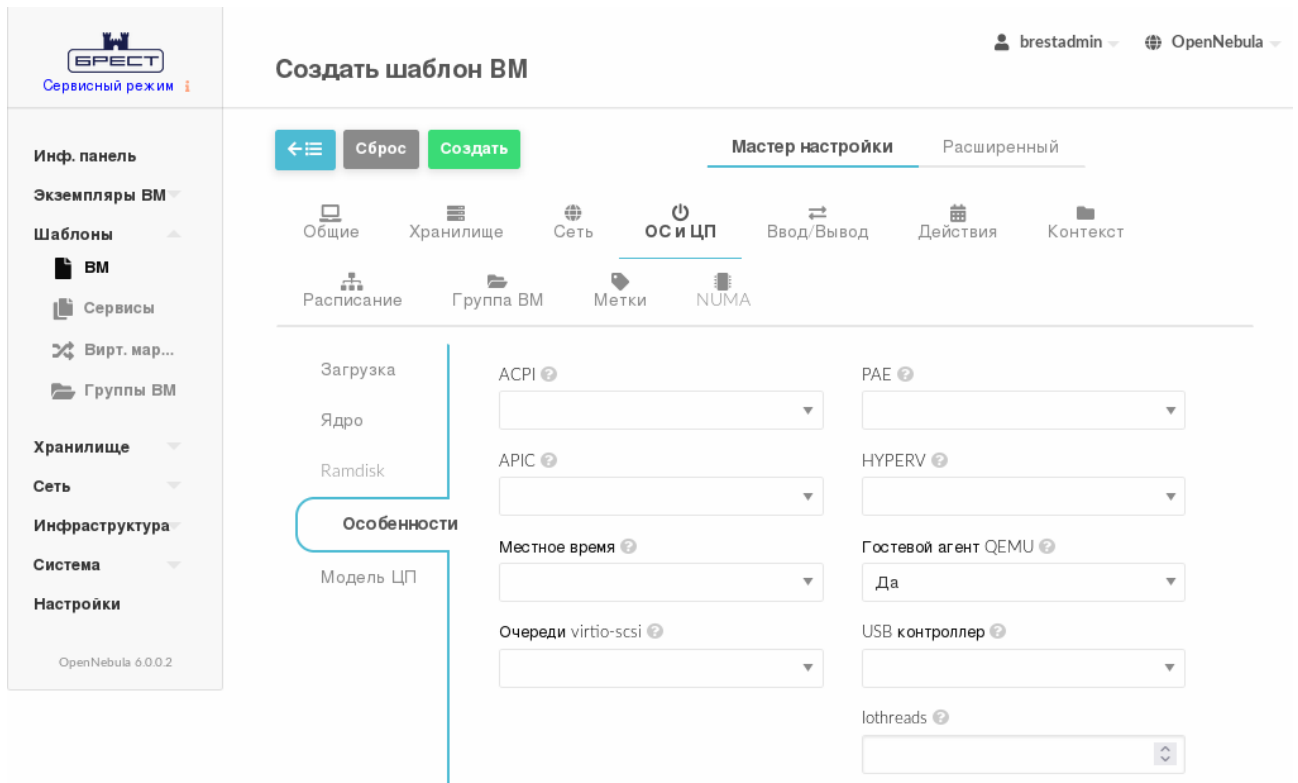 БРЕСТ
Сервисный режим i
Создать шаблон ВМ
brestadmin
OpenNebula
Инф. панель
Экземпляры ВМ
Шаблоны
ВМ
Сервисы
Вирт. мар...
Группы ВМ
Хранилище
Сеть
Инфраструктура
Система
Настройки
OpenNebula 6.0.0.2
Сброс
Создать
Мастер настройки
Расширенный
Общие
Хранилище
Сеть
ОС и ЦП
Ввод/Вывод
Действия
Контекст
Расписание
Группа ВМ
Метки
NUMA
Загрузка
Ядро
Ramdisk
Особенности
Модель ЦП
ACPI ?
PAE ?
APIC ?
HYPERV ?
Местное время ?
Гостевой агент QEMU ?
Да
Очереди virtio-scsi ?
USB контроллер ?
Iothreads ?